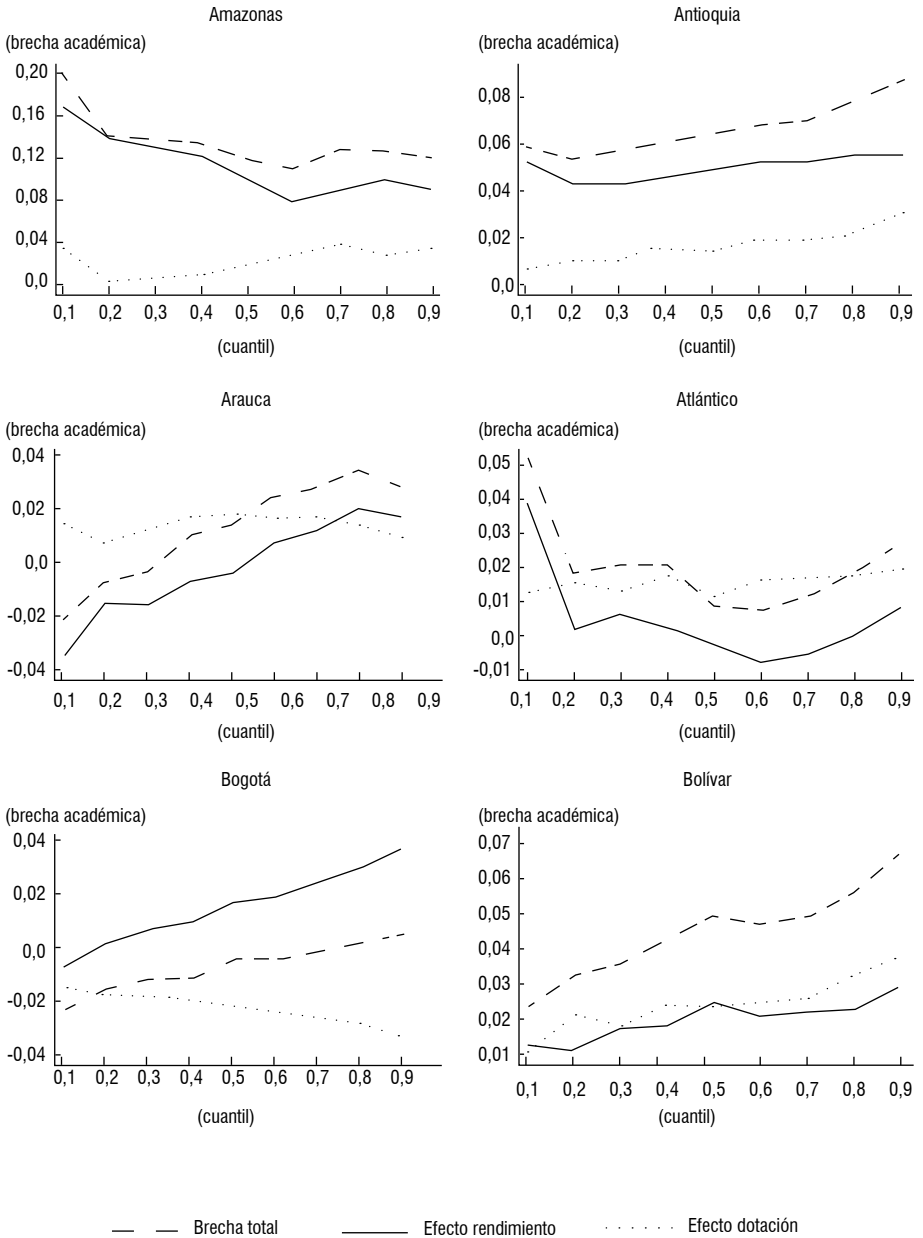 Amazonas
(brecha académica)
0,20
0,16
0,12
0,08
0,04
0,0
0,1 0,2 0,3 0,4 0,5 0,6 0,7 0,8 0,9
(cuantil)
Antioquia
(brecha académica)
0,08
0,06
0,04
0,02
0,0
0,1 0,2 0,3 0,4 0,5 0,6 0,7 0,8 0,9
(cuantil)
Arauca
(brecha académica)
0,04
0,02
0,0
-0,02
-0,04
0,1 0,2 0,3 0,4 0,5 0,6 0,7 0,8 0,9
(cuantil)
Atlántico
(brecha académica)
0,05
0,04
0,03
0,02
0,01
0,0
-0,01
0,1 0,2 0,3 0,4 0,5 0,6 0,7 0,8 0,9
(cuantil)
Bogotá
(brecha académica)
0,04
0,02
0,0
-0,02
-0,04
0,1 0,2 0,3 0,4 0,5 0,6 0,7 0,8 0,9
(cuantil)
Bolívar
(brecha académica)
0,07
0,06
0,05
0,04
0,03
0,02
0,01
0,1 0,2 0,3 0,4 0,5 0,6 0,7 0,8 0,9
(cuantil)
Brecha total Efecto rendimiento Efecto dotación